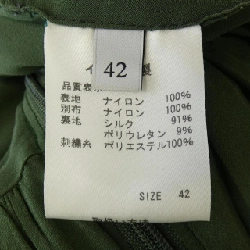 42
製
品質表
表地 ナイロン 100%
別布 ナイロン 100%
裏地 シルク 91%
ポリウレタン 9%
刺繍糸 ポリエステル100%
SIZE 42